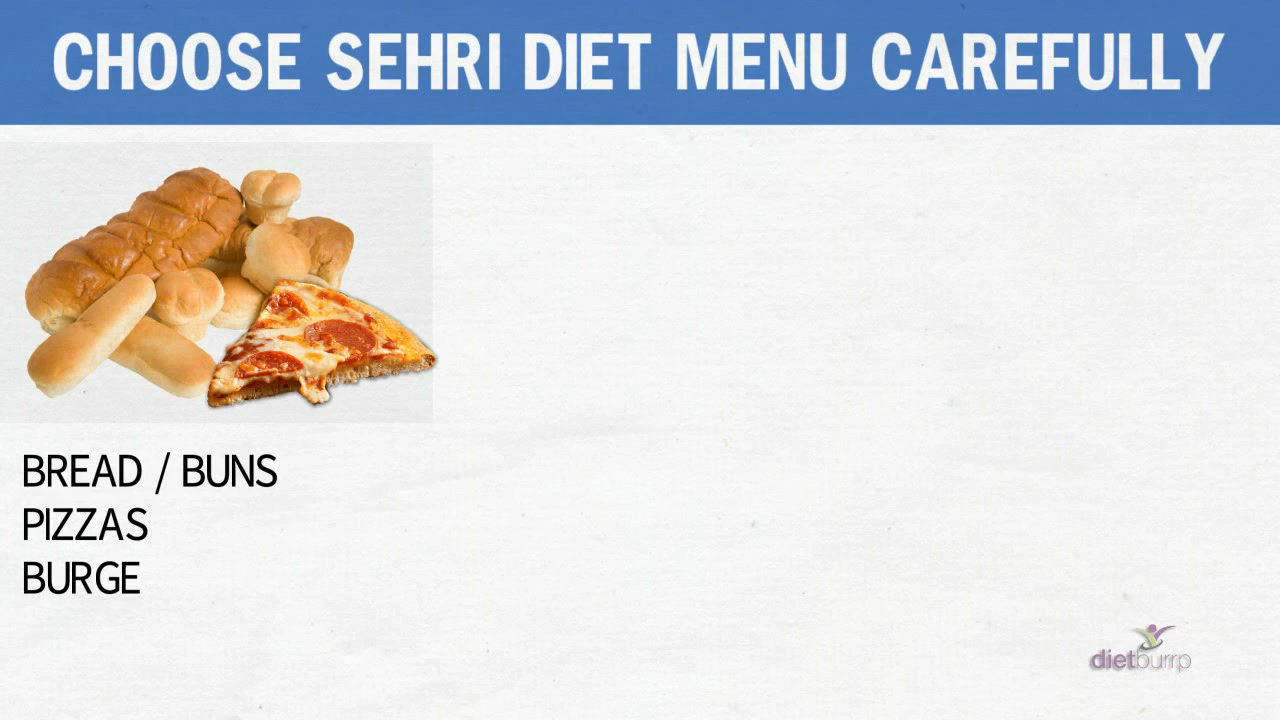 CHOOSE SEHRI DIET MENU CAREFULLY
BREAD / BUNS
PIZZAS
BURGE
dietburrp